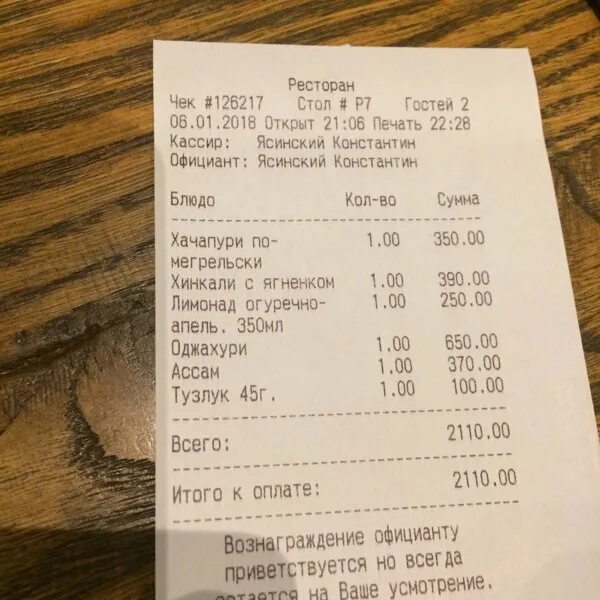 Ресторан
Чек #126217 Стол # P7 Гостей 2
06.01.2018 Открыт 21:06 Печать 22:28
Кассир: Ясинский Константин
Официант: Ясинский Константин
Блюдо Кол-во Сумма
Хачапури по- 1.00 350.00
мегрельски
Хинкали с ягненком 1.00 390.00
Лимонад огуречно- 1.00 250.00
апель. 350мл
Оджахури 1.00 650.00
Ассам 1.00 370.00
Тузлук 45г. 1.00 100.00
Всего: 2110.00
Итого к оплате: 2110.00
Вознаграждение официанту
приветствуется но всегда
остается на Ваше усмотрение.